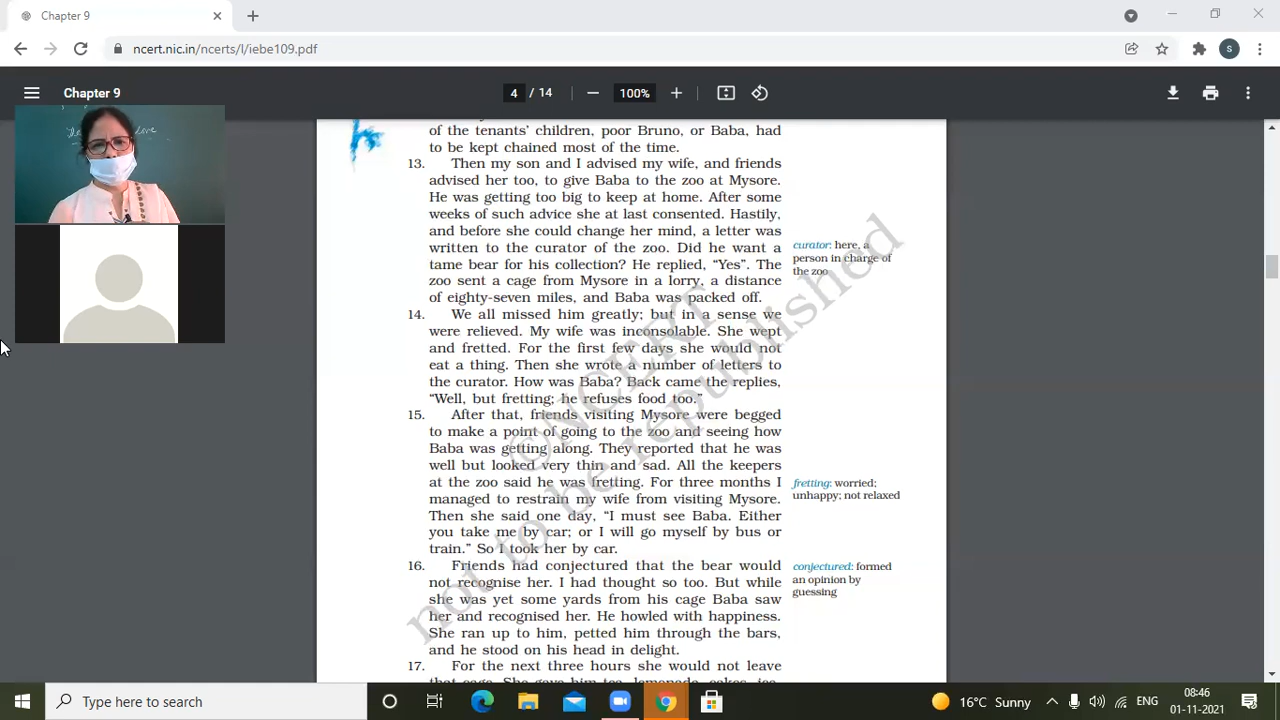 Chapter 9
ncert.nic.in/ncerts/l/iebe109.pdf
S
Chapter 9
4 / 14
100%
of the tenants' children, poor Bruno, or Baba, had
to be kept chained most of the time.
13. Then my son and I advised my wife, and friends
advised her too, to give Baba to the zoo at Mysore.
He was getting too big to keep at home. After some
weeks of such advice she at last consented. Hastily,
and before she could change her mind, a letter was
written to the curator of the zoo. Did he want a
tame bear for his collection? He replied, “Yes”. The
zoo sent a cage from Mysore in a lorry, a distance
of eighty-seven miles, and Baba was packed off.
curator: here, a
person in charge of
the zoo
14. We all missed him greatly; but in a sense we
were relieved. My wife was inconsolable. She wept
and fretted. For the first few days she would not
eat a thing. Then she wrote a number of letters to
the curator. How was Baba? Back came the replies,
“Well, but fretting; he refuses food too.”
15. After that, friends visiting Mysore were begged
to make a point of going to the zoo and seeing how
Baba was getting along. They reported that he was
well but looked very thin and sad. All the keepers
at the zoo said he was fretting. For three months I
managed to restrain my wife from visiting Mysore.
Then she said one day, “I must see Baba. Either
you take me by car; or I will go myself by bus or
train.” So I took her by car.
fretting: worried;
unhappy; not relaxed
16. Friends had conjectured that the bear would
not recognise her. I had thought so too. But while
she was yet some yards from his cage Baba saw
her and recognised her. He howled with happiness.
She ran up to him, petted him through the bars,
and he stood on his head in delight.
conjectured: formed
an opinion by
guessing
17. For the next three hours she would not leave
that cage. She gave him tea, lemonade, cakes, ice
©NCERT
not to be republished
Type here to search
16°C Sunny
ENG
08:46
01-11-2021